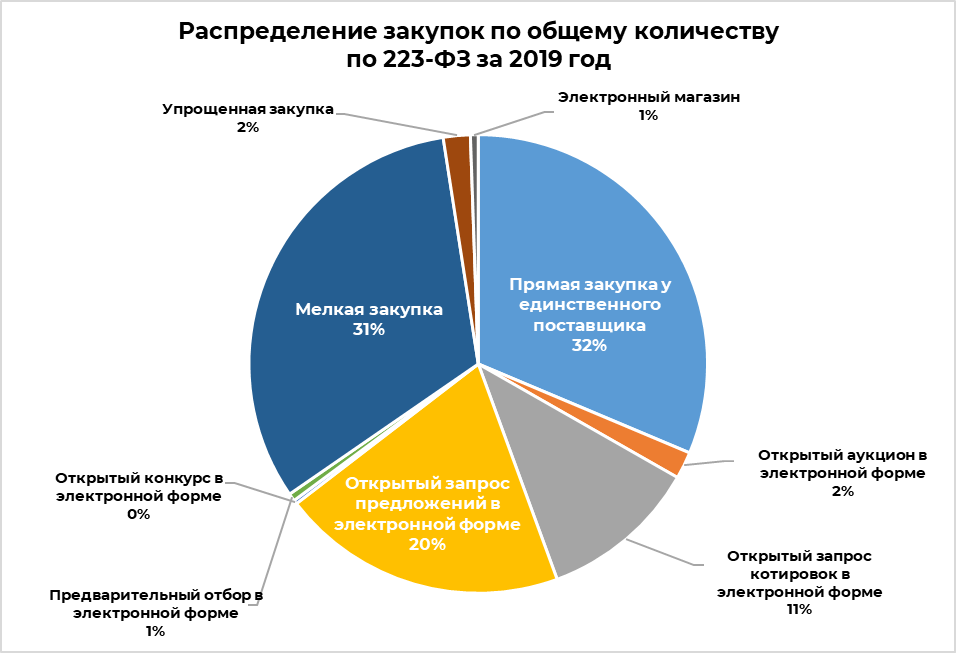 Распределение закупок по общему количеству
по 223-ФЗ за 2019 год
Упрощенная закупка
2%
Электронный магазин
1%
Прямая закупка у
единственного
поставщика
32%
Мелкая закупка
31%
Открытый аукцион в
электронной форме
2%
Открытый конкурс в
электронной форме
0%
Открытый запрос
предложений в
электронной форме
20%
Открытый запрос
котировок в
электронной форме
11%
Предварительный отбор в
электронной форме
1%